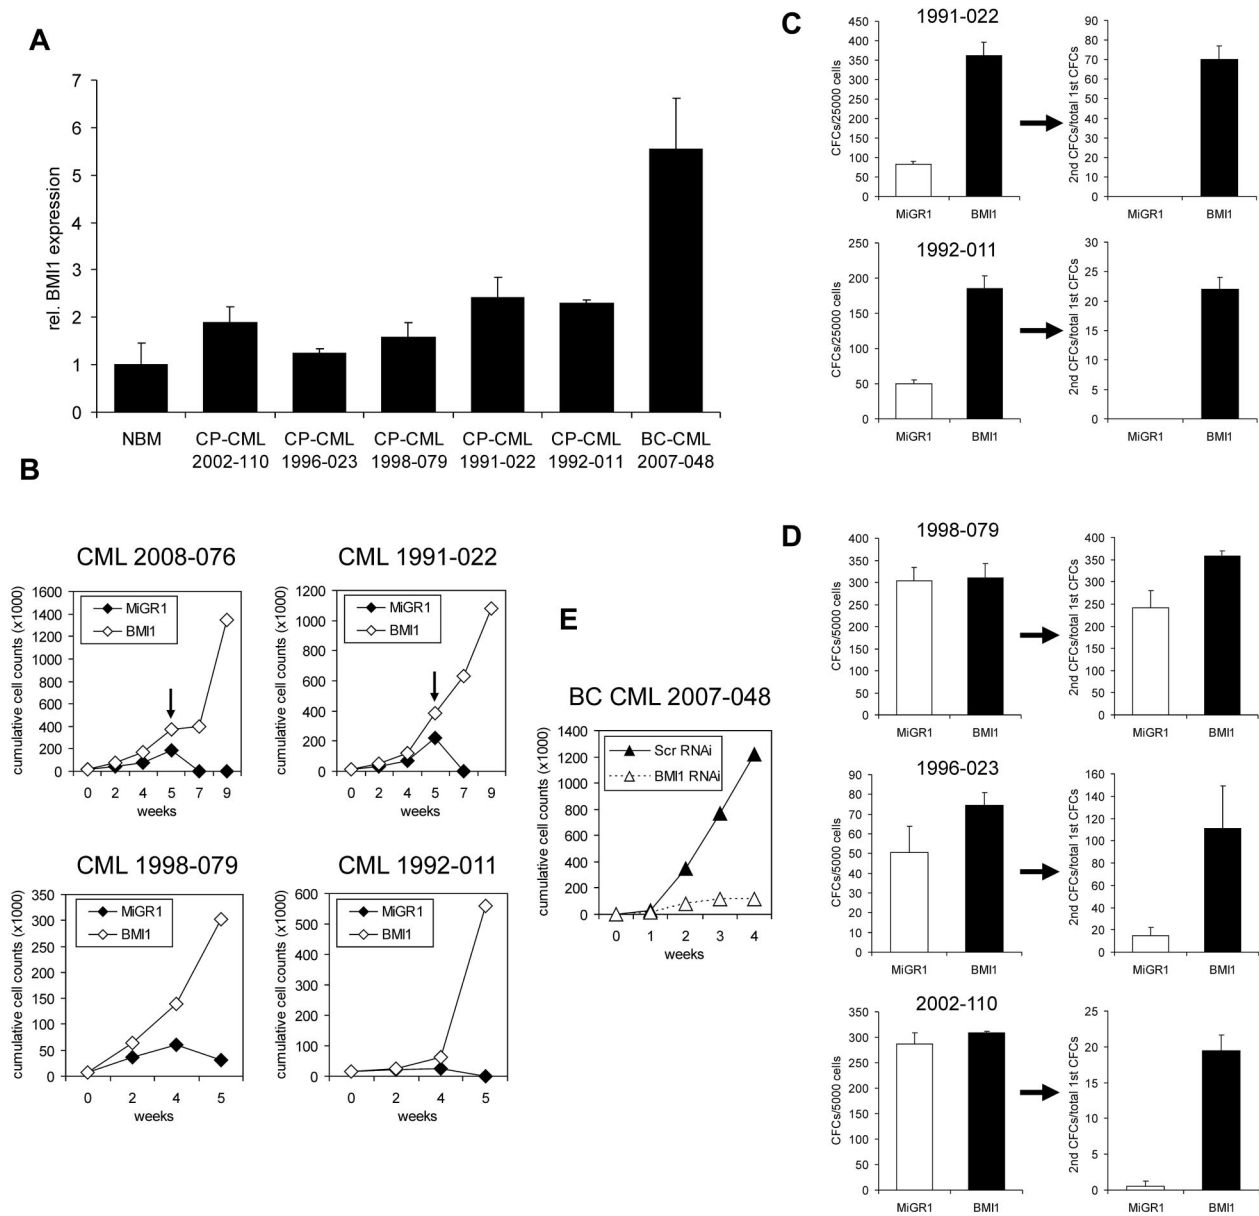 A
rel. BMI1 expression
7
6
5
4
3
2
1
0
NBM
CP-CML
2002-110
CP-CML
1996-023
CP-CML
1998-079
CP-CML
1991-022
CP-CML
1992-011
BC-CML
2007-048
B
CML 2008-076
cumulative cell counts (x1000)
1600
1400
1200
1000
800
600
400
200
0
MiGR1
BMI1
0 2 4 5 7 9
weeks
CML 1991-022
cumulative cell counts (x1000)
1200
1000
800
600
400
200
0
MiGR1
BMI1
0 2 4 5 7 9
weeks
CML 1998-079
cumulative cell counts (x1000)
350
300
250
200
150
100
50
0
MiGR1
BMI1
0 2 4 5
weeks
CML 1992-011
cumulative cell counts (x1000)
600
500
400
300
200
100
0
MiGR1
BMI1
0 2 4 5
weeks
C
1991-022
CFCs/25000 cells
450
400
350
300
250
200
150
100
50
0
MiGR1 BMI1
2nd CFCs/total 1st CFCs
90
80
70
60
50
40
30
20
10
0
MiGR1 BMI1
1992-011
CFCs/25000 cells
250
200
150
100
50
0
MiGR1 BMI1
2nd CFCs/total 1st CFCs
30
25
20
15
10
5
0
MiGR1 BMI1
D
1998-079
CFCs/5000 cells
400
350
300
250
200
150
100
50
0
MiGR1 BMI1
2nd CFCs/total 1st CFCs
400
350
300
250
200
150
100
50
0
MiGR1 BMI1
1996-023
CFCs/5000 cells
90
80
70
60
50
40
30
20
10
0
MiGR1 BMI1
2nd CFCs/total 1st CFCs
160
140
120
100
80
60
40
20
0
MiGR1 BMI1
2002-110
CFCs/5000 cells
350
300
250
200
150
100
50
0
MiGR1 BMI1
2nd CFCs/total 1st CFCs
25
20
15
10
5
0
MiGR1 BMI1
E
BC CML 2007-048
cumulative cell counts (x1000)
1400
1200
1000
800
600
400
200
0
Scr RNAi
BMI1 RNAi
0 1 2 3 4
weeks